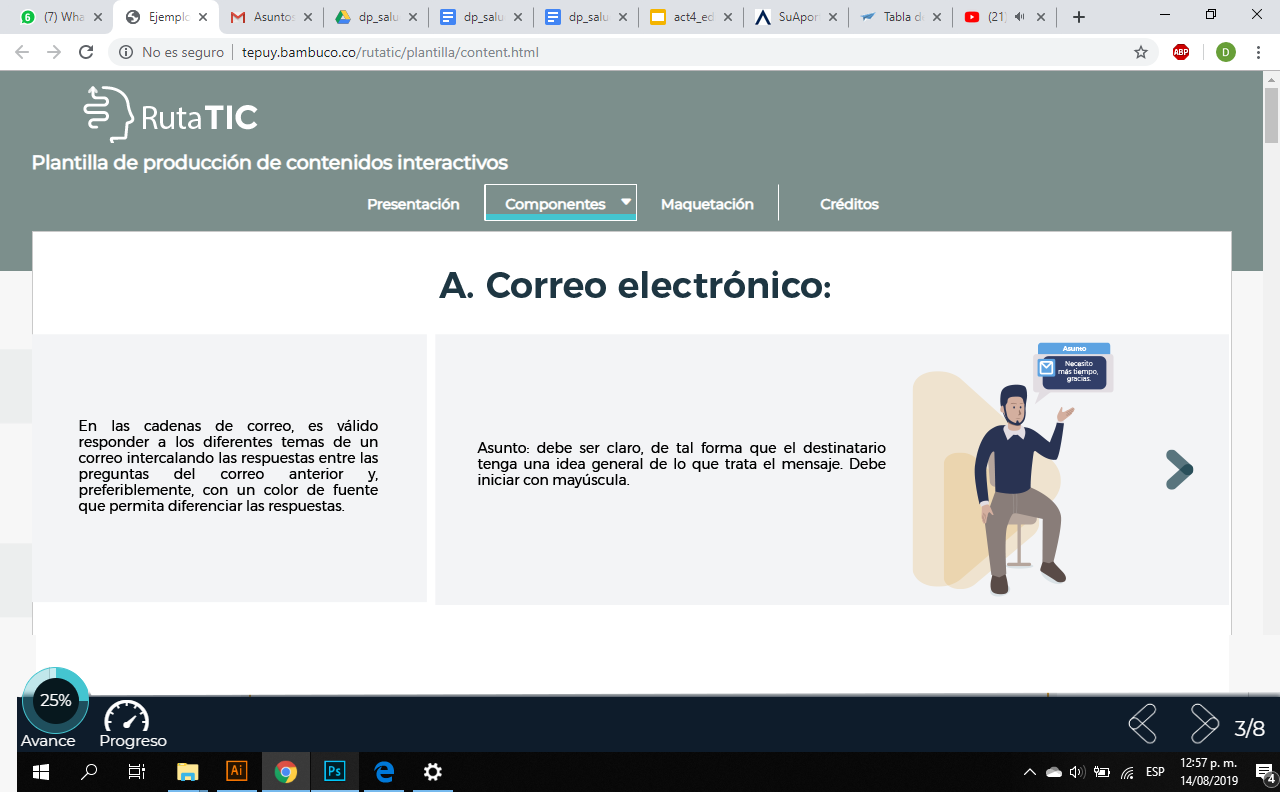 6 (7) Wha
Ejemplo
Asuntos
dp_salu
dp_salu
dp_salu
act4_ed
SuApor
Tabla de
(21)
No es seguro
tepuy.bambuco.co/rutatic/plantilla/content.html
ABP
D
RutaTIC
Plantilla de producción de contenidos interactivos
Presentación
Componentes
Maquetación
Créditos
A. Correo electrónico:
En las cadenas de correo, es válido
responder a los diferentes temas de un
correo intercalando las respuestas entre las
preguntas del correo anterior y,
preferiblemente, con un color de fuente
que permita diferenciar las respuestas.
Asunto: debe ser claro, de tal forma que el destinatario
tenga una idea general de lo que trata el mensaje. Debe
iniciar con mayúscula.
Asunto
Necesito
más tiempo,
gracias.
25%
Avance
Progreso
3/8
Ai
Ps
ESP
12:57 p. m.
14/08/2019
4